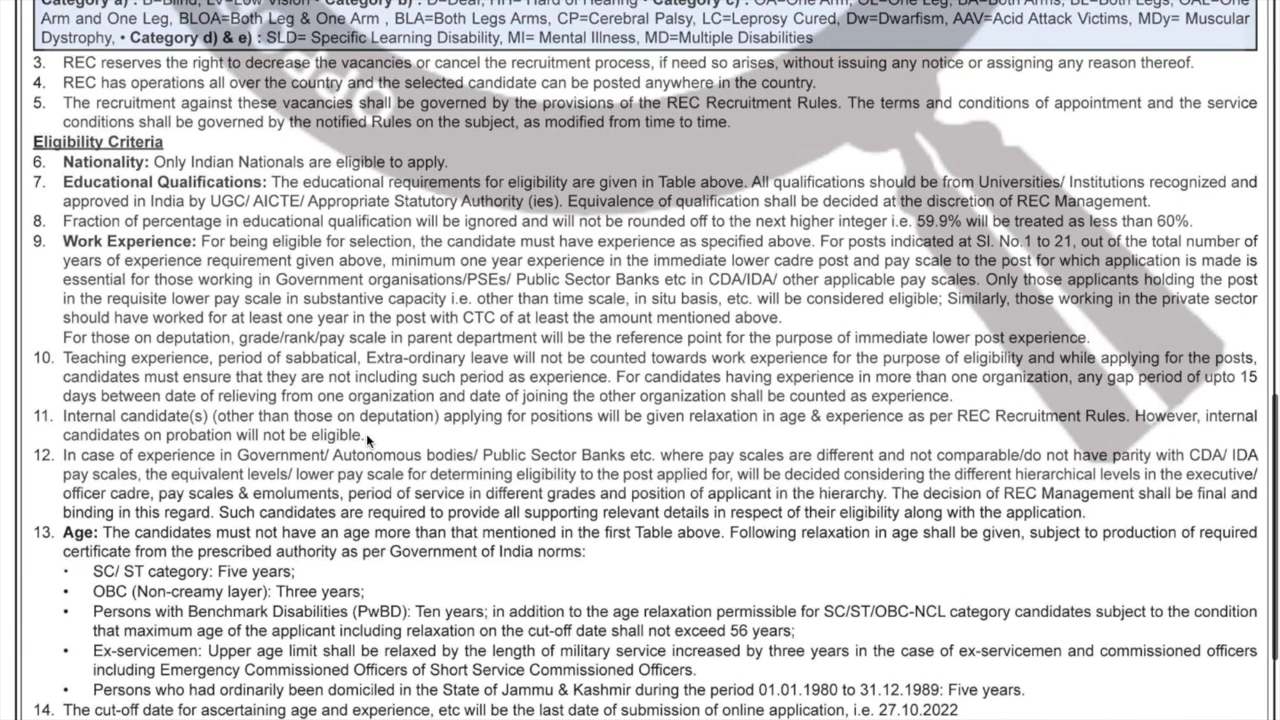 Category a) : B=Blind, LV=Low Vision • Category b) : D=Deaf, HH= Hard of Hearing • Category c) : OA=One Arm, OL=One Leg, BA=Both Arms, BL=Both Legs, OAL=One
Arm and One Leg, BLOA=Both Leg & One Arm , BLA=Both Legs Arms, CP=Cerebral Palsy, LC=Leprosy Cured, Dw=Dwarfism, AAV=Acid Attack Victims, MDy= Muscular
Dystrophy, • Category d) & e) : SLD= Specific Learning Disability, MI= Mental Illness, MD=Multiple Disabilities
3. REC reserves the right to decrease the vacancies or cancel the recruitment process, if need so arises, without issuing any notice or assigning any reason thereof.
4. REC has operations all over the country and the selected candidate can be posted anywhere in the country.
5. The recruitment against these vacancies shall be governed by the provisions of the REC Recruitment Rules. The terms and conditions of appointment and the service
conditions shall be governed by the notified Rules on the subject, as modified from time to time.
Eligibility Criteria
6. Nationality: Only Indian Nationals are eligible to apply.
7. Educational Qualifications: The educational requirements for eligibility are given in Table above. All qualifications should be from Universities/ Institutions recognized and
approved in India by UGC/ AICTE/ Appropriate Statutory Authority (ies). Equivalence of qualification shall be decided at the discretion of REC Management.
8. Fraction of percentage in educational qualification will be ignored and will not be rounded off to the next higher integer i.e. 59.9% will be treated as less than 60%.
9. Work Experience: For being eligible for selection, the candidate must have experience as specified above. For posts indicated at Sl. No.1 to 21, out of the total number of
years of experience requirement given above, minimum one year experience in the immediate lower cadre post and pay scale to the post for which application is made is
essential for those working in Government organisations/PSEs/ Public Sector Banks etc in CDA/IDA/ other applicable pay scales. Only those applicants holding the post
in the requisite lower pay scale in substantive capacity i.e. other than time scale, in situ basis, etc. will be considered eligible; Similarly, those working in the private sector
should have worked for at least one year in the post with CTC of at least the amount mentioned above.
For those on deputation, grade/rank/pay scale in parent department will be the reference point for the purpose of immediate lower post experience.
10. Teaching experience, period of sabbatical, Extra-ordinary leave will not be counted towards work experience for the purpose of eligibility and while applying for the posts,
candidates must ensure that they are not including such period as experience. For candidates having experience in more than one organization, any gap period of upto 15
days between date of relieving from one organization and date of joining the other organization shall be counted as experience.
11. Internal candidate(s) (other than those on deputation) applying for positions will be given relaxation in age & experience as per REC Recruitment Rules. However, internal
candidates on probation will not be eligible.
12. In case of experience in Government/ Autonomous bodies/ Public Sector Banks etc. where pay scales are different and not comparable/do not have parity with CDA/ IDA
pay scales, the equivalent levels/ lower pay scale for determining eligibility to the post applied for, will be decided considering the different hierarchical levels in the executive/
officer cadre, pay scales & emoluments, period of service in different grades and position of applicant in the hierarchy. The decision of REC Management shall be final and
binding in this regard. Such candidates are required to provide all supporting relevant details in respect of their eligibility along with the application.
13. Age: The candidates must not have an age more than that mentioned in the first Table above. Following relaxation in age shall be given, subject to production of required
certificate from the prescribed authority as per Government of India norms:
• SC/ ST category: Five years;
• OBC (Non-creamy layer): Three years;
• Persons with Benchmark Disabilities (PwBD): Ten years; in addition to the age relaxation permissible for SC/ST/OBC-NCL category candidates subject to the condition
that maximum age of the applicant including relaxation on the cut-off date shall not exceed 56 years;
• Ex-servicemen: Upper age limit shall be relaxed by the length of military service increased by three years in the case of ex-servicemen and commissioned officers
including Emergency Commissioned Officers of Short Service Commissioned Officers.
• Persons who had ordinarily been domiciled in the State of Jammu & Kashmir during the period 01.01.1980 to 31.12.1989: Five years.
14. The cut-off date for ascertaining age and experience, etc will be the last date of submission of online application, i.e. 27.10.2022